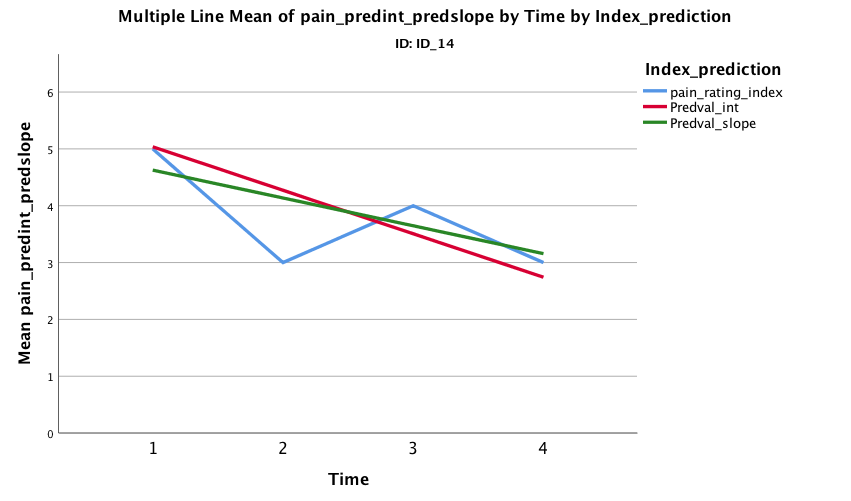 Multiple Line Mean of pain_predint_predslope by Time by Index_prediction
ID: ID_14
Index_prediction
pain_rating_index
Predval_int
Predval_slope
Mean pain_predint_predslope
6
5
4
3
2
1
0
1 2 3 4
Time